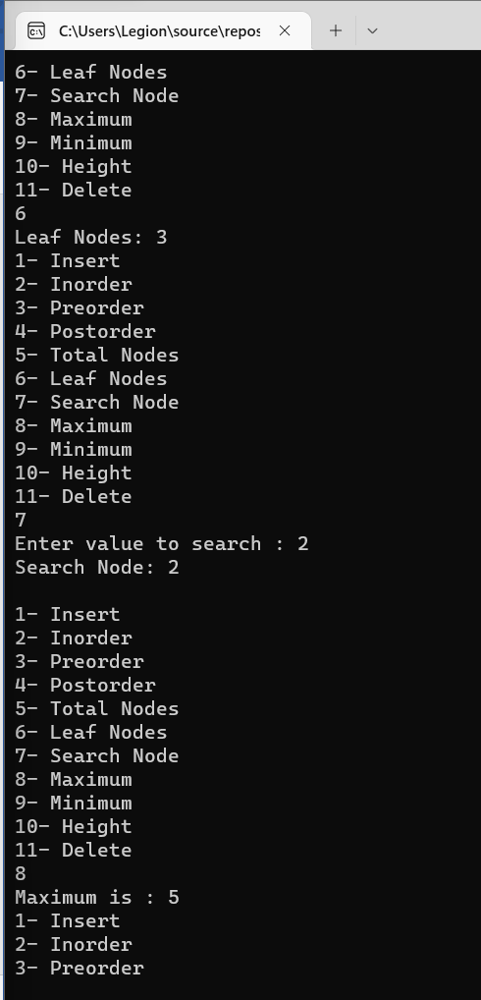 C:\Users\Legion\source\repos
6- Leaf Nodes
7- Search Node
8- Maximum
9- Minimum
10- Height
11- Delete
6
Leaf Nodes: 3
1- Insert
2- Inorder
3- Preorder
4- Postorder
5- Total Nodes
6- Leaf Nodes
7- Search Node
8- Maximum
9- Minimum
10- Height
11- Delete
7
Enter value to search : 2
Search Node: 2
1- Insert
2- Inorder
3- Preorder
4- Postorder
5- Total Nodes
6- Leaf Nodes
7- Search Node
8- Maximum
9- Minimum
10- Height
11- Delete
8
Maximum is : 5
1- Insert
2- Inorder
3- Preorder